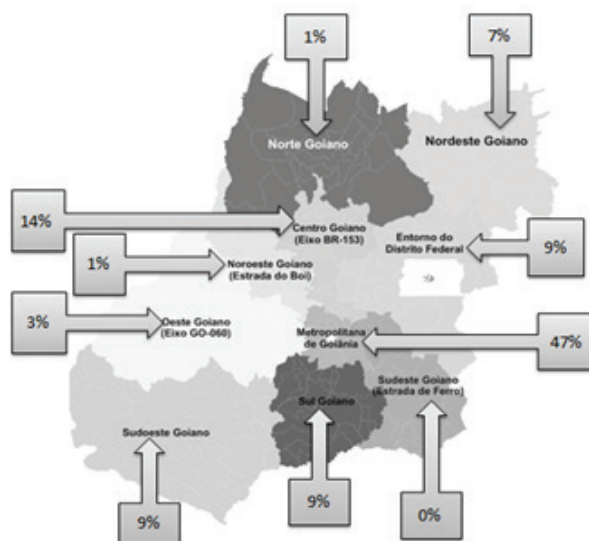 1%
7%
Norte Goiano
Nordeste Goiano
14%
Centro Goiano
(Eixo BR-153)
Entorno do
Distrito Federal
9%
1%
Noroeste Goiano
(Estrada do Boi)
3%
Oeste Goiano
(Eixo GO-060)
Metropolitana
de Goiânia
47%
Sudeste Goiano
(Estrada de Ferro)
Sul Goiano
Sudoeste Goiano
9%
9%
0%